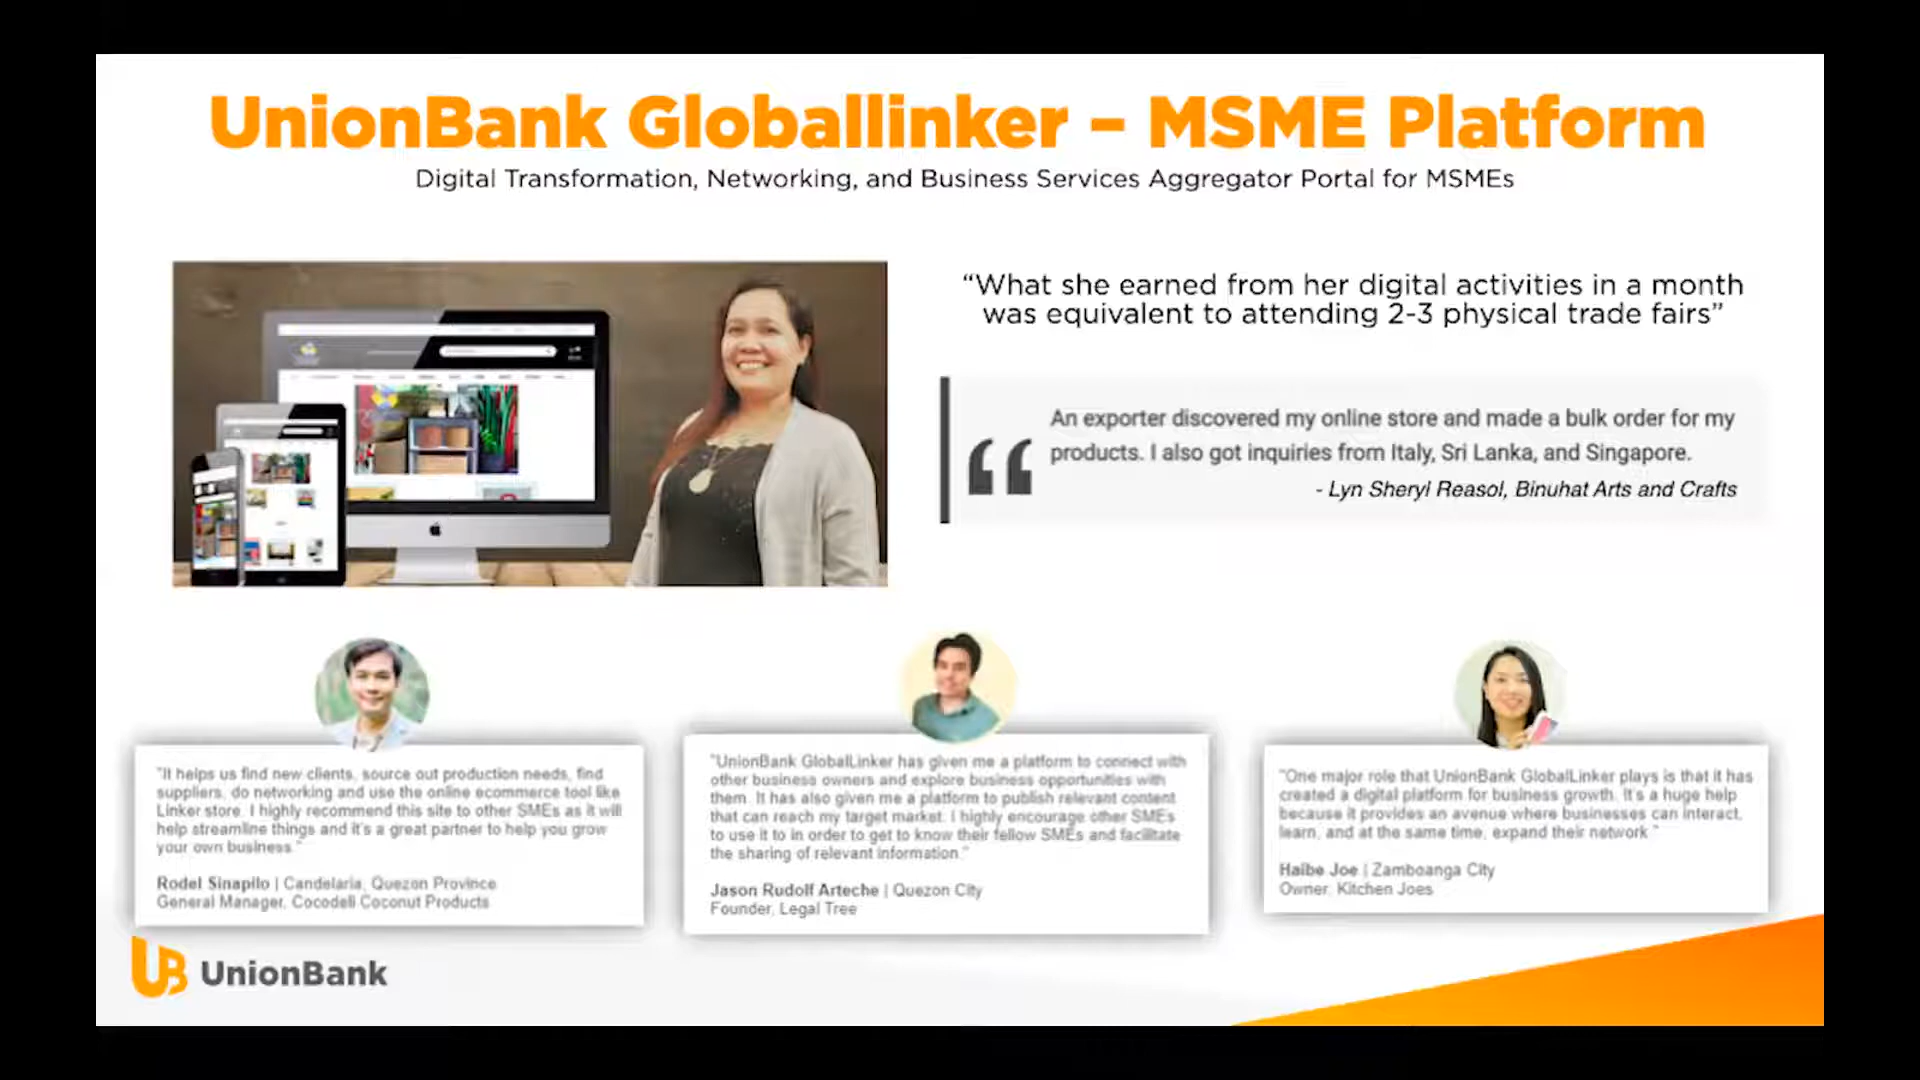 UnionBank Globallinker – MSME Platform
Digital Transformation, Networking, and Business Services Aggregator Portal for MSMEs
“What she earned from her digital activities in a month
was equivalent to attending 2-3 physical trade fairs”
“ An exporter discovered my online store and made a bulk order for my
products. I also got inquiries from Italy, Sri Lanka, and Singapore.
- Lyn Sheryl Reasol, Binuhat Arts and Crafts
"It helps us find new clients, source out production needs, find
suppliers, do networking and use the online ecommerce tool like
Linker store. I highly recommend this site to other SMEs as it will
help streamline things and it's a great partner to help you grow
your own business."
Rodel Sinapilo | Candelaria, Quezon Province
General Manager, Cocodeli Coconut Products
"UnionBank GlobalLinker has given me a platform to connect with
other business owners and explore business opportunities with
them. It has also given me a platform to publish relevant content
that can reach my target market. I highly encourage other SMEs
to use it to in order to get to know their fellow SMEs and facilitate
the sharing of relevant information."
Jason Rudolf Arteche | Quezon City
Founder, Legal Tree
"One major role that UnionBank GlobalLinker plays is that it has
created a digital platform for business growth. It's a huge help
because it provides an avenue where businesses can interact,
learn, and at the same time, expand their network."
Haibe Joe | Zamboanga City
Owner, Kitchen Joes
UB UnionBank